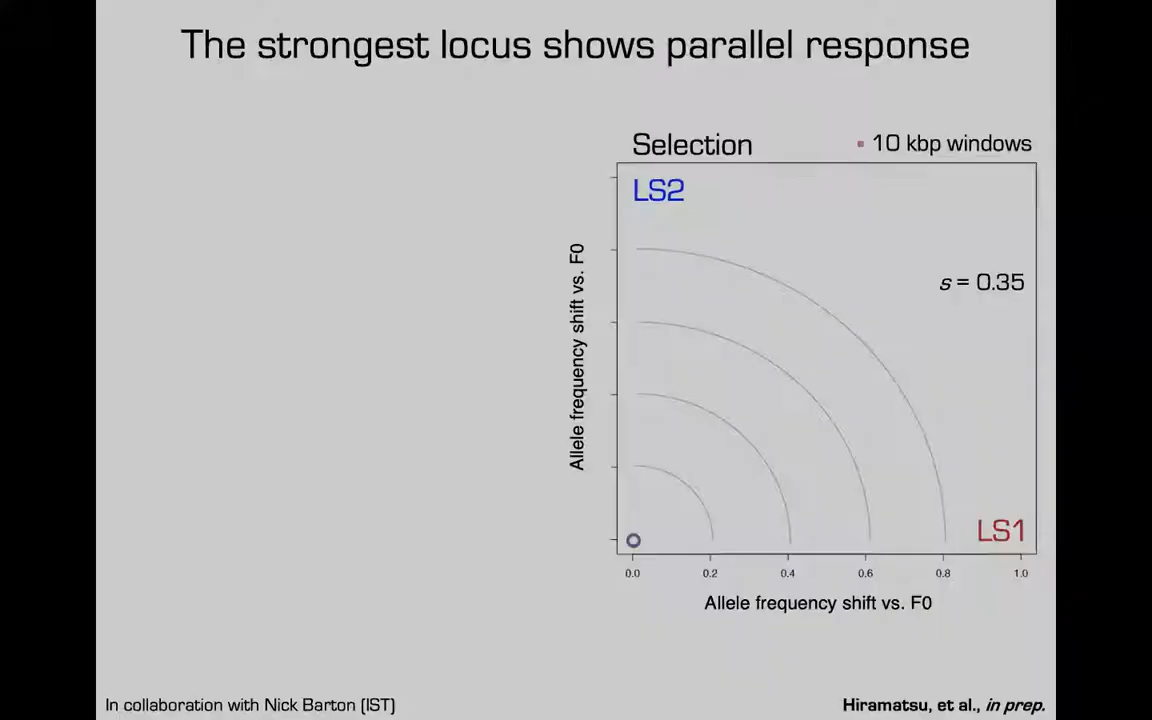 The strongest locus shows parallel response
Selection
10 kbp windows
LS2
s = 0.35
LS1
Allele frequency shift vs. F0
0.0 0.2 0.4 0.6 0.8 1.0
Allele frequency shift vs. F0
In collaboration with Nick Barton (IST)
Hiramatsu, et al., in prep.